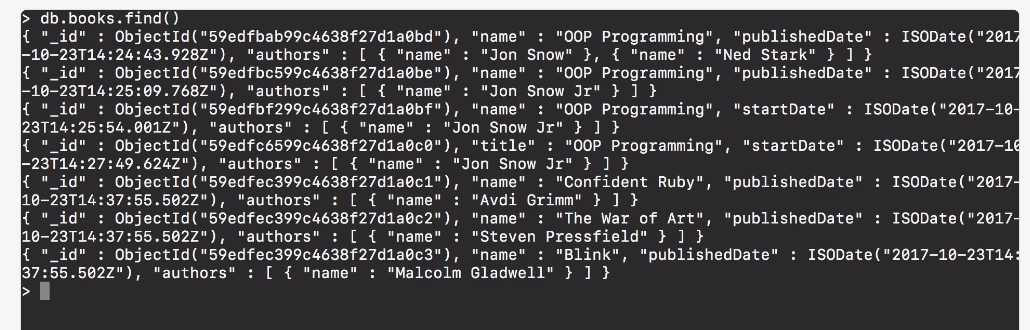 > db.books.find()
{ "_id" : ObjectId("59edfbab99c4638f27d1a0bd"), "name" : "OOP Programming", "publishedDate" : ISODate("2017
-10-23T14:24:43.928Z"), "authors" : [ { "name" : "Jon Snow" }, { "name" : "Ned Stark" } ] }
{ "_id" : ObjectId("59edfbc599c4638f27d1a0be"), "name" : "OOP Programming", "publishedDate" : ISODate("2017
-10-23T14:25:09.768Z"), "authors" : [ { "name" : "Jon Snow Jr" } ] }
{ "_id" : ObjectId("59edfbf299c4638f27d1a0bf"), "name" : "OOP Programming", "startDate" : ISODate("2017-10-
23T14:25:54.001Z"), "authors" : [ { "name" : "Jon Snow Jr" } ] }
{ "_id" : ObjectId("59edfc6599c4638f27d1a0c0"), "title" : "OOP Programming", "startDate" : ISODate("2017-10
-23T14:27:49.624Z"), "authors" : [ { "name" : "Jon Snow Jr" } ] }
{ "_id" : ObjectId("59edfec399c4638f27d1a0c1"), "name" : "Confident Ruby", "publishedDate" : ISODate("2017-
10-23T14:37:55.502Z"), "authors" : [ { "name" : "Avdi Grimm" } ] }
{ "_id" : ObjectId("59edfec399c4638f27d1a0c2"), "name" : "The War of Art", "publishedDate" : ISODate("2017-
10-23T14:37:55.502Z"), "authors" : [ { "name" : "Steven Pressfield" } ] }
{ "_id" : ObjectId("59edfec399c4638f27d1a0c3"), "name" : "Blink", "publishedDate" : ISODate("2017-10-23T14:
37:55.502Z"), "authors" : [ { "name" : "Malcolm Gladwell" } ] }
>